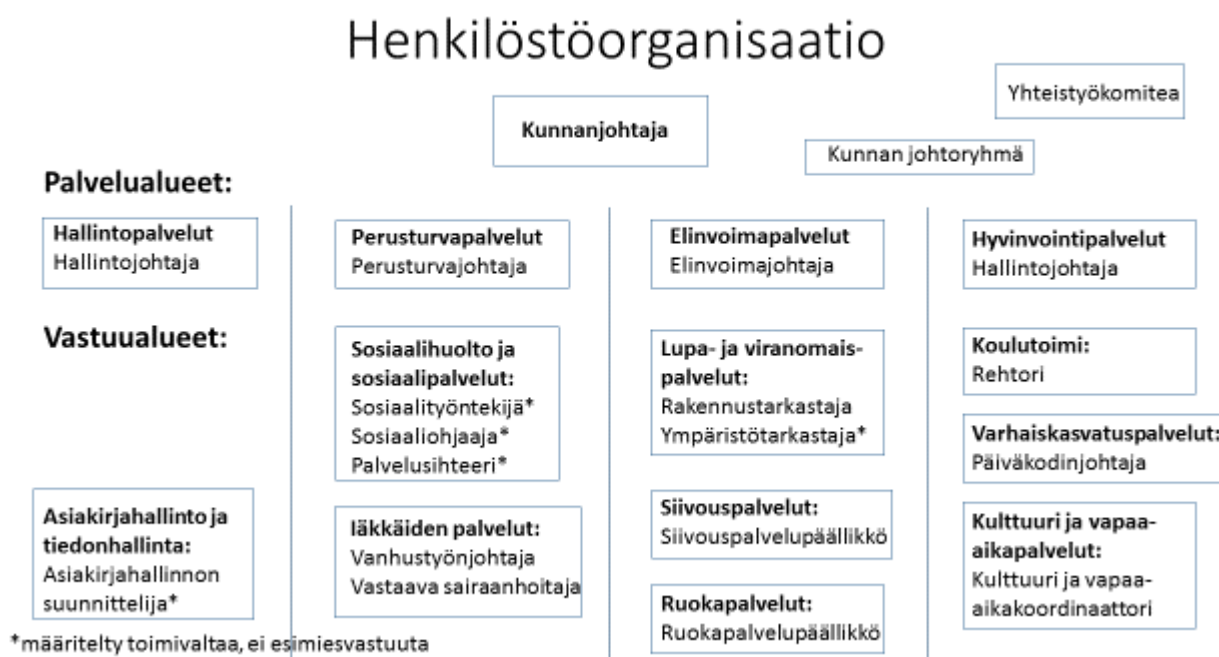 Henkilöstöorganisaatio
Yhteistyökomitea
Kunnanjohtaja
Kunnan johtoryhmä
Palvelualueet:
Hallintopalvelut
Hallintojohtaja
Perusturvapalvelut
Perusturvajohtaja
Elinvoimapalvelut
Elinvoimajohtaja
Hyvinvointipalvelut
Hallintojohtaja
Vastuualueet:
Asiakirjahallinto ja
tiedonhallinta:
Asiakirjahallinnon
suunnittelija*
Sosiaalihuolto ja
sosiaalipalvelut:
Sosiaalityöntekijä*
Sosiaaliohjaaja*
Palvelusihteeri*
Iäkkäiden palvelut:
Vanhustyönjohtaja
Vastaava sairaanhoitaja
Lupa- ja viranomais-
palvelut:
Rakennustarkastaja
Ympäristötarkastaja*
Siivouspalvelut:
Siivouspalvelupäällikkö
Ruokapalvelut:
Ruokapalvelupäällikkö
Koulutoimi:
Rehtori
Varhaiskasvatuspalvelut:
Päiväkodinjohtaja
Kulttuuri ja vapaa-
aikapalvelut:
Kulttuuri ja vapaa-
aikakoordinaattori
*määritelty toimivaltaa, ei esimiesvastuuta